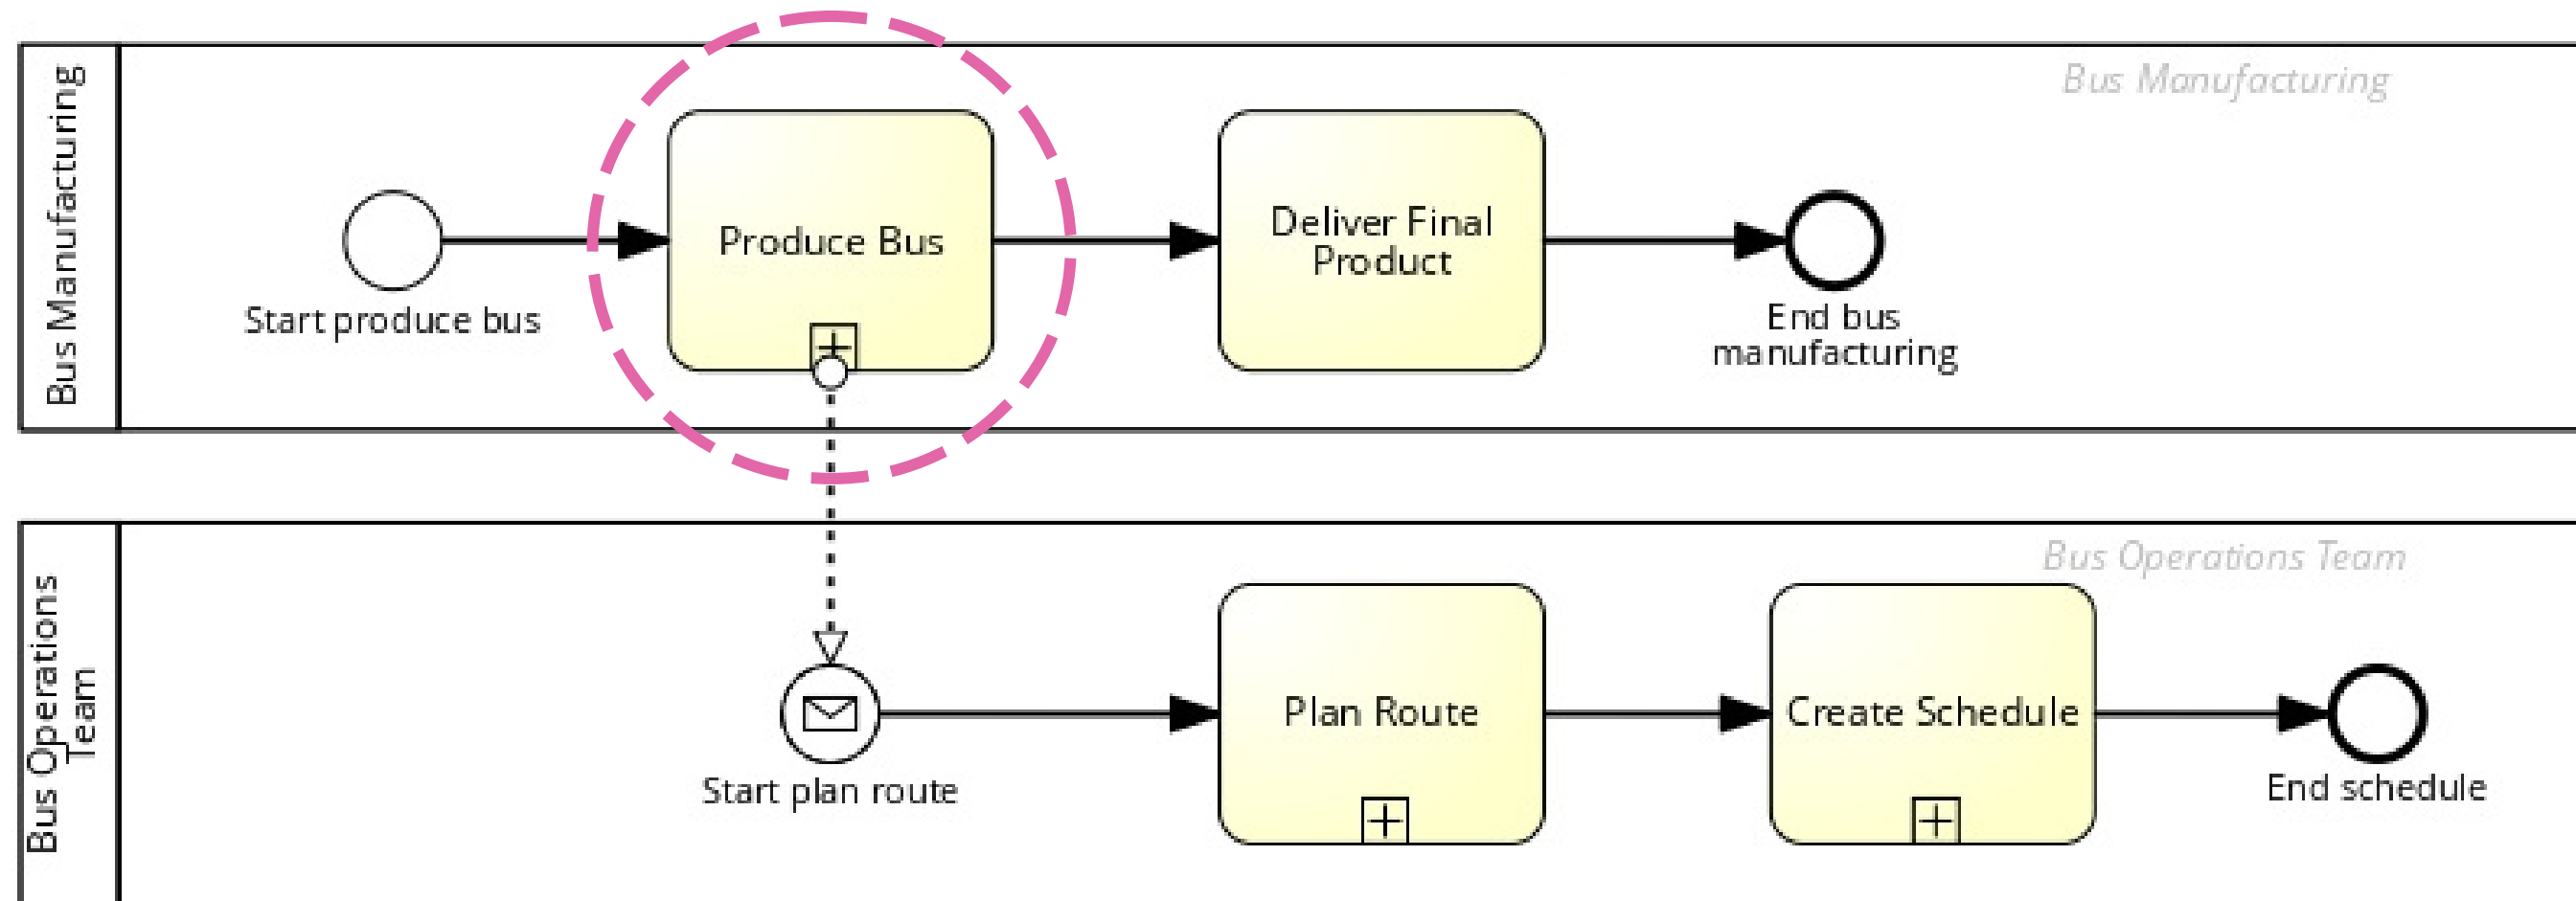 Bus Manufacturing
Bus Manufacturing
Produce Bus
Deliver Final
Product
Start produce bus
End bus
manufacturing
Bus Operations
Team
Bus Operations Team
Plan Route
Create Schedule
Start plan route
End schedule